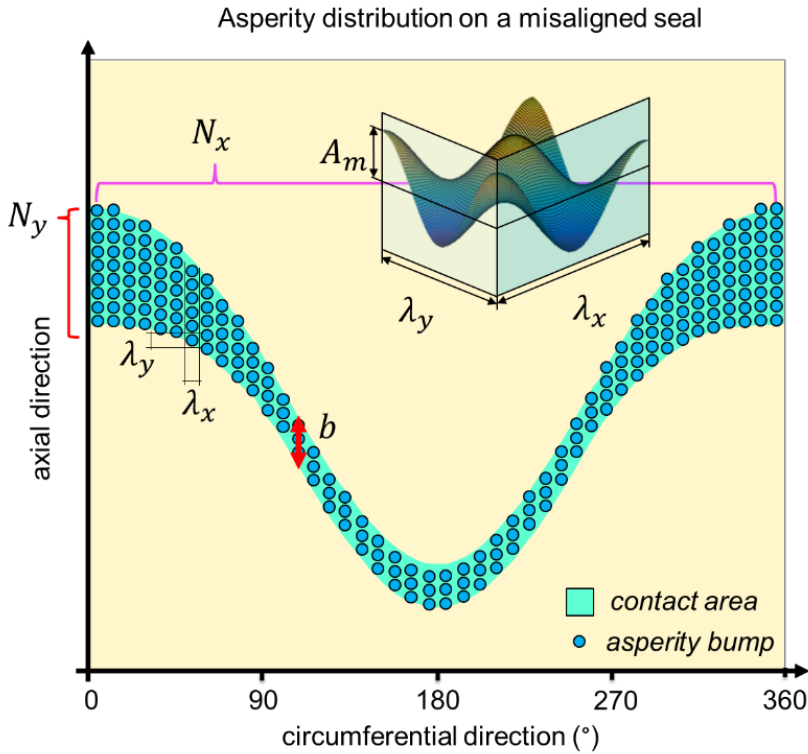 Asperity distribution on a misaligned seal
N_x
A_m
N_y
λ_y
λ_x
λ_y
λ_x
b
axial direction
contact area
asperity bump
0
90
180
270
360
circumferential direction (°)